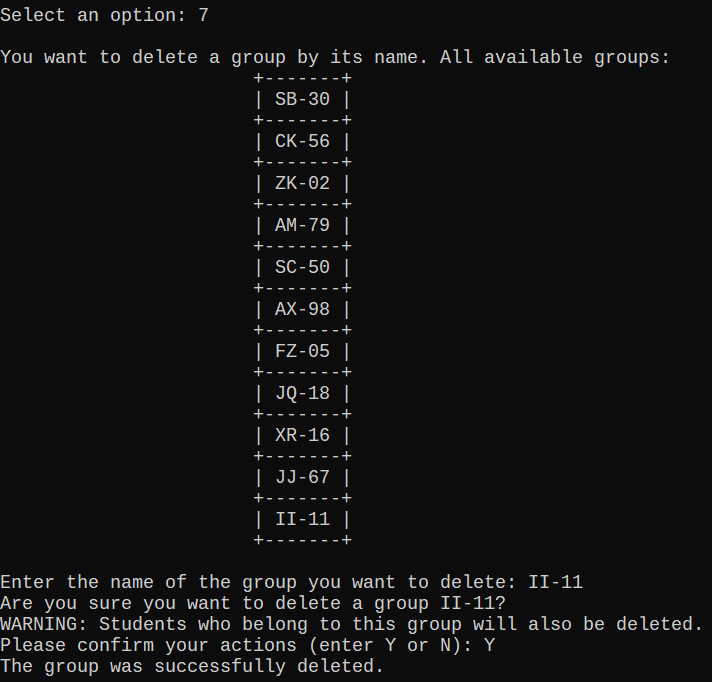 Select an option: 7
You want to delete a group by its name. All available groups:
+-------+
| SB-30 |
+-------+
| CK-56 |
+-------+
| ZK-02 |
+-------+
| AM-79 |
+-------+
| SC-50 |
+-------+
| AX-98 |
+-------+
| FZ-05 |
+-------+
| JQ-18 |
+-------+
| XR-16 |
+-------+
| JJ-67 |
+-------+
| II-11 |
+-------+
Enter the name of the group you want to delete: II-11
Are you sure you want to delete a group II-11?
WARNING: Students who belong to this group will also be deleted.
Please confirm your actions (enter Y or N): Y
The group was successfully deleted.